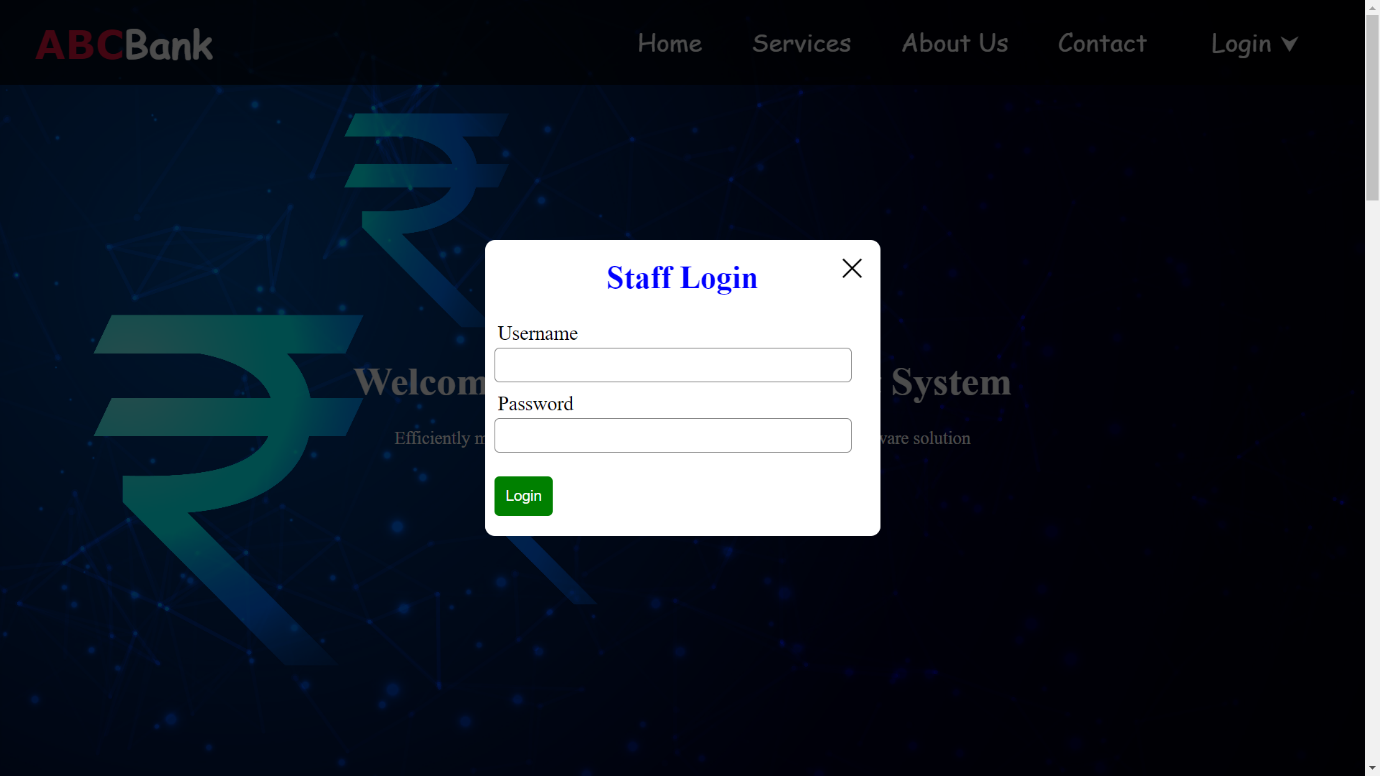 ABCBank Home Services About Us Contact Login
Staff Login
Username
Welcom System
Password
Efficiently ware solution
Login